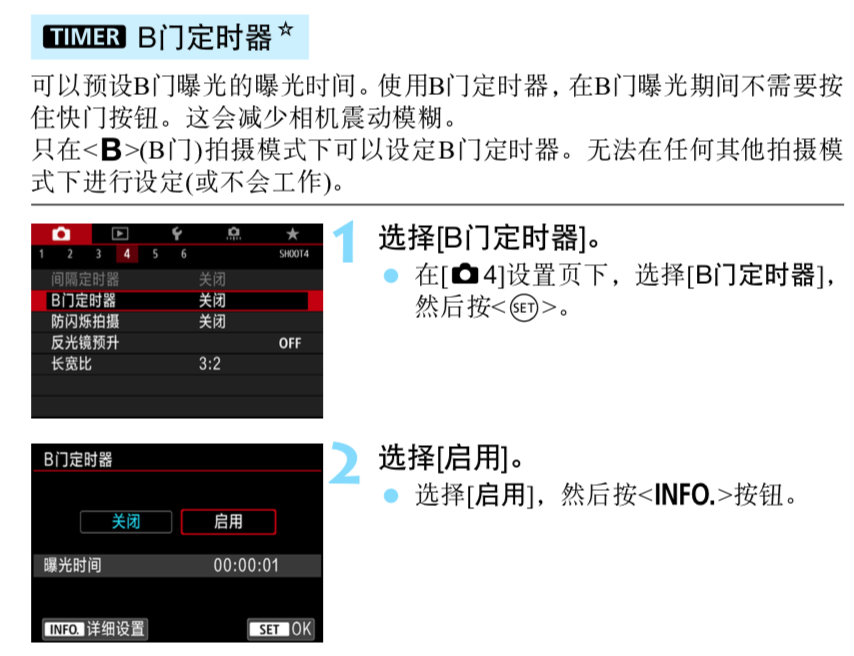 TIMER B门定时器☆
可以预设B门曝光的曝光时间。使用B门定时器，在B门曝光期间不需要按
住快门按钮。这会减少相机震动模糊。
只在<B>(B门)拍摄模式下可以设定B门定时器。无法在任何其他拍摄模
式下进行设定(或不会工作)。
1 2 3 4 5 6 SHOOT4
间隔定时器 关闭
B门定时器 关闭
防闪烁拍摄 关闭
反光镜预升 OFF
长宽比 3:2
1 选择[B门定时器]。
● 在[4]设置页下，选择[B门定时器]，
然后按<SET>。
B门定时器
关闭 启用
曝光时间 00:00:01
INFO. 详细设置 SET OK
2 选择[启用]。
● 选择[启用]，然后按<INFO.>按钮。